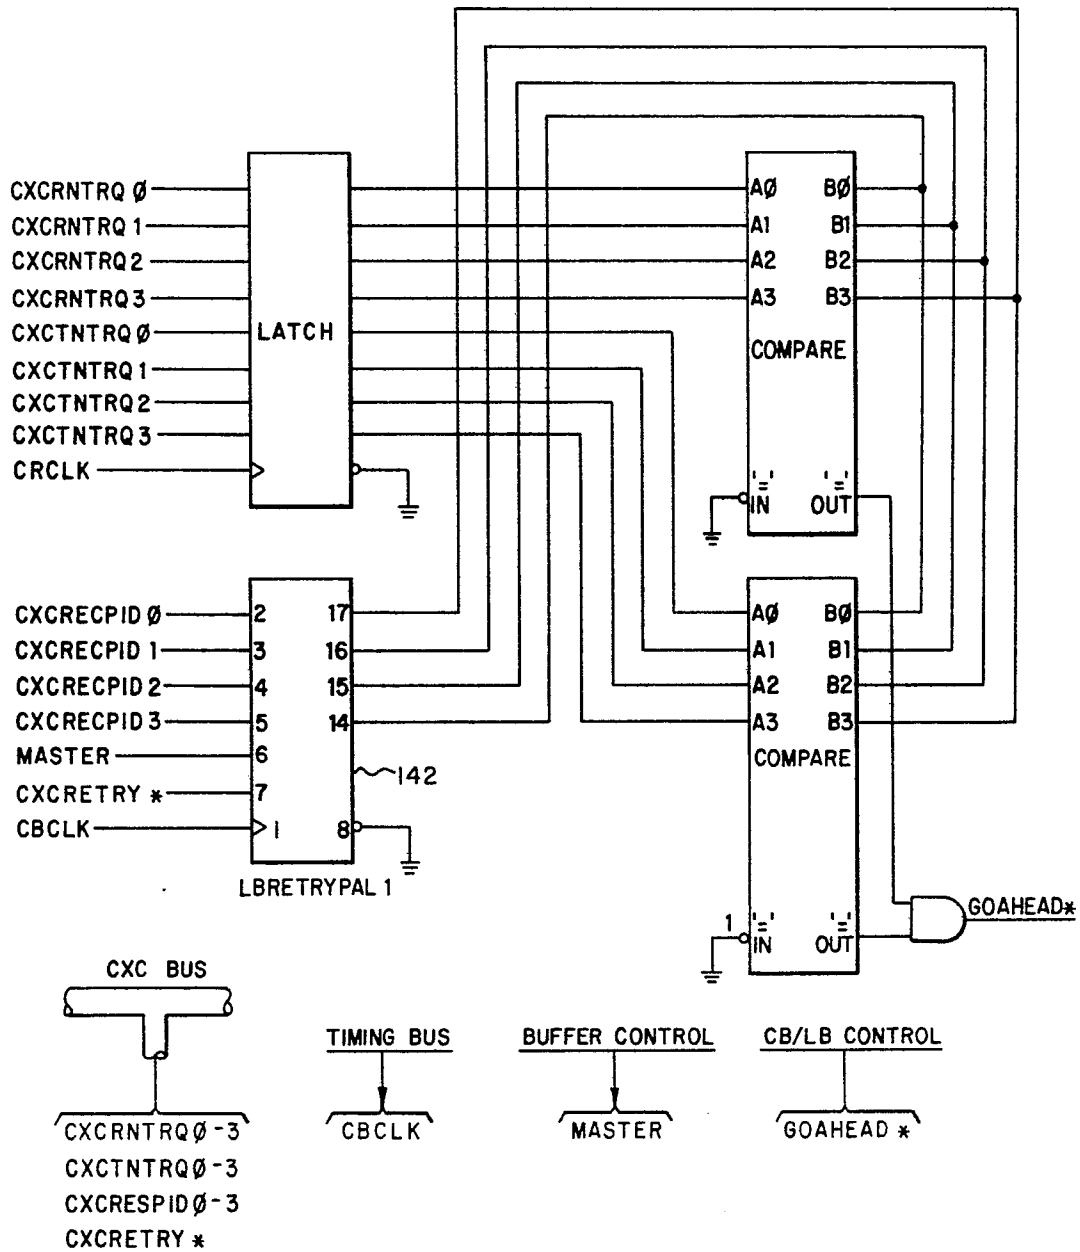 CXCRNTRQ Ø
CXCRNTRQ 1
CXCRNTRQ 2
CXCRNTRQ 3
CXCTNTRQ Ø
CXCTNTRQ 1
CXCTNTRQ 2
CXCTNTRQ 3
CRCLK
LATCH
AØ BØ
A1 B1
A2 B2
A3 B3
COMPARE
'=' '='
IN OUT
CXCRECPID Ø
CXCRECPID 1
CXCRECPID 2
CXCRECPID 3
MASTER
CXCRETRY *
CBCLK
2 17
3 16
4 15
5 14
6
7
1 8
142
LBRETRYPAL 1
AØ BØ
A1 B1
A2 B2
A3 B3
COMPARE
1 '=' '='
IN OUT
GOAHEAD*
CXC BUS
CXCRNTRQØ-3
CXCTNTRQØ-3
CXCRESPIDØ-3
CXCRETRY *
TIMING BUS
CBCLK
BUFFER CONTROL
MASTER
CB/LB CONTROL
GOAHEAD *